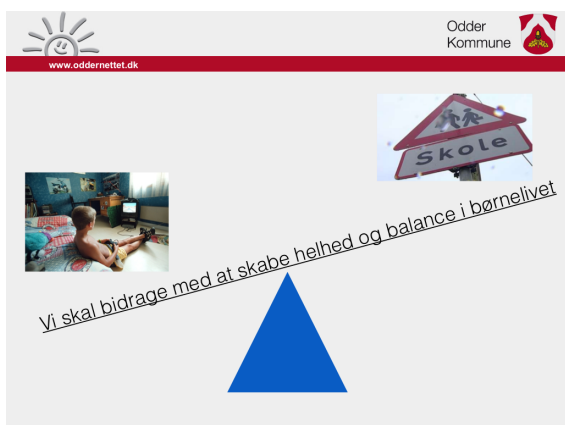 Odder
Kommune
www.oddernettet.dk
Skole
Vi skal bidrage med at skabe helhed og balance i børnelivet